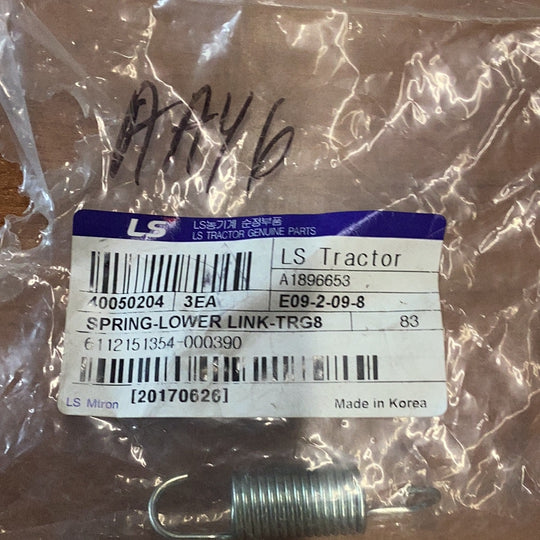 AAY6
LS LS농기계 순정부품
LS TRACTOR GENUINE PARTS
LS Tractor
A1896653
40050204 3EA E09-2-09-8
SPRING-LOWER LINK-TRG8 83
6112151354-000390
LS Mtron [20170626] Made in Korea